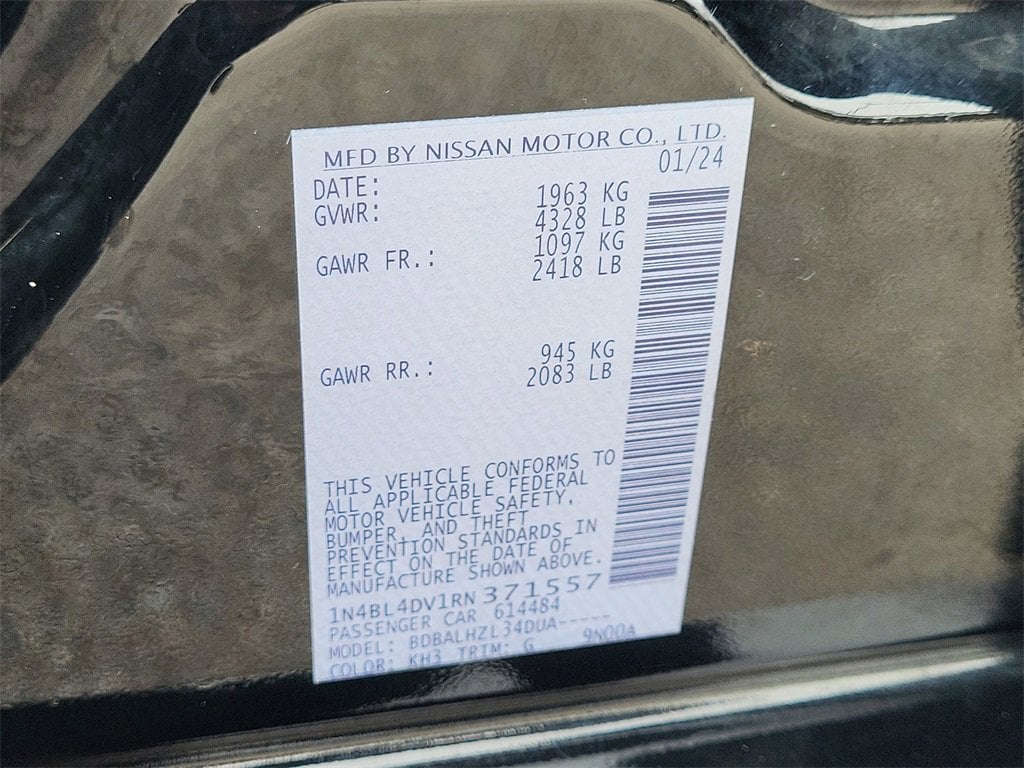 MFD BY NISSAN MOTOR CO., LTD.
DATE: 01/24
GVWR: 1963 KG
4328 LB
GAWR FR.: 1097 KG
2418 LB
GAWR RR.: 945 KG
2083 LB
THIS VEHICLE CONFORMS TO
ALL APPLICABLE FEDERAL
MOTOR VEHICLE SAFETY,
BUMPER, AND THEFT
PREVENTION STANDARDS IN
EFFECT ON THE DATE OF
MANUFACTURE SHOWN ABOVE.
1N4BL4DV1RN371557
PASSENGER CAR 614484
MODEL: BDBALHZL34DUA-----
COLOR: KH3 TRIM: G 9N00A